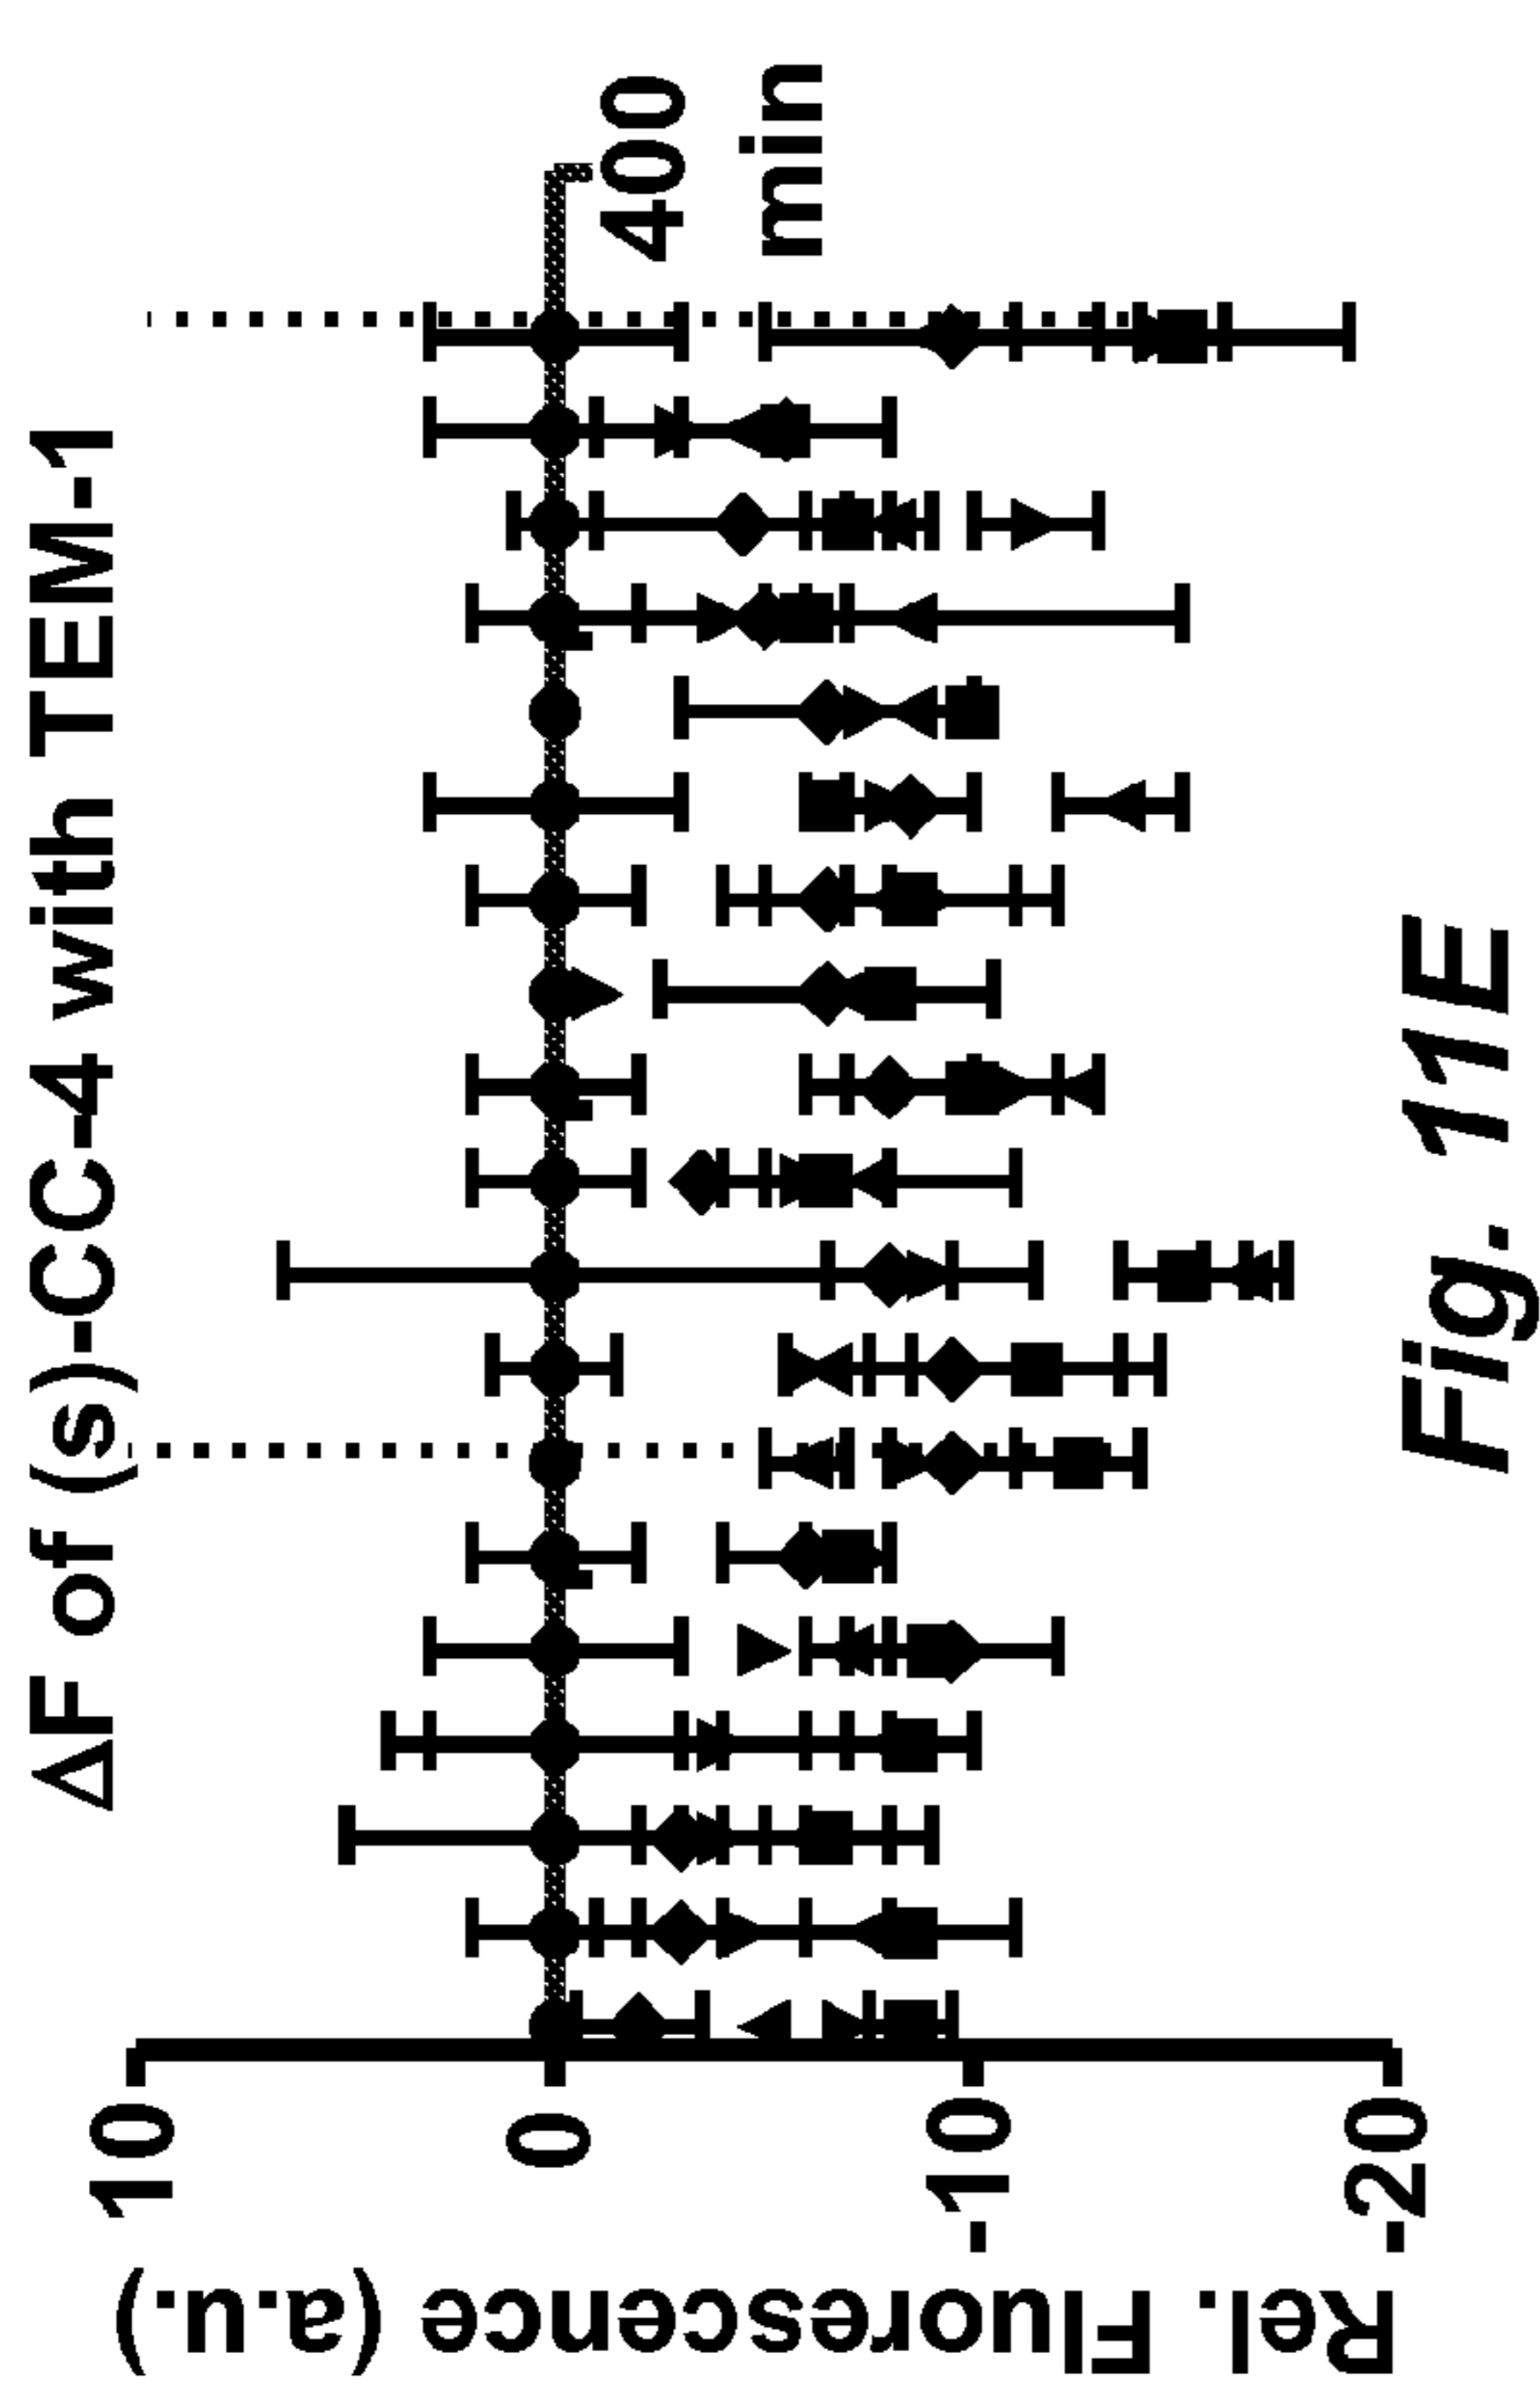 ΔF of (s)-CC-4 with TEM-1
10
0
-10
-20
Rel. Fluorescence (a.u.)
400
min
Fig. 11E